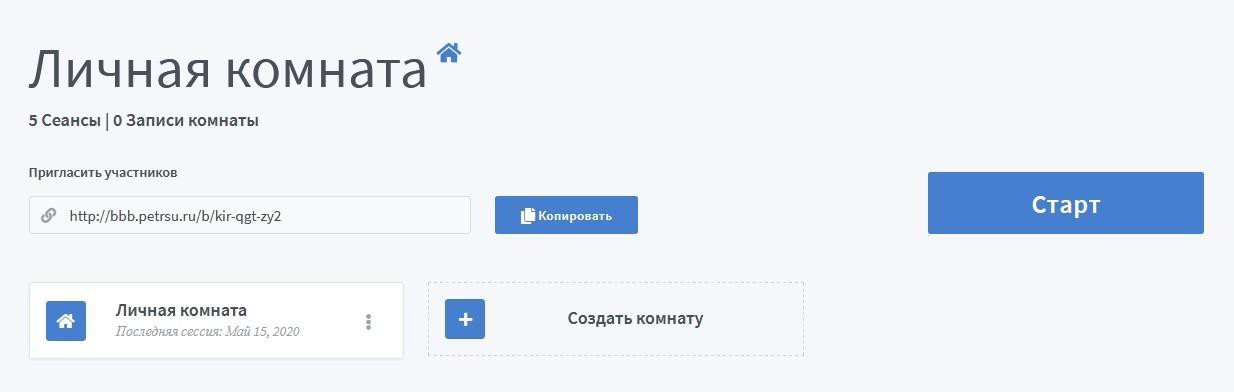 Личная комната
5 Сеансы | 0 Записи комнаты
Пригласить участников
http://bbb.petrsu.ru/b/kir-qgt-zy2
Копировать
Старт
Личная комната
Последняя сессия: Май 15, 2020
Создать комнату